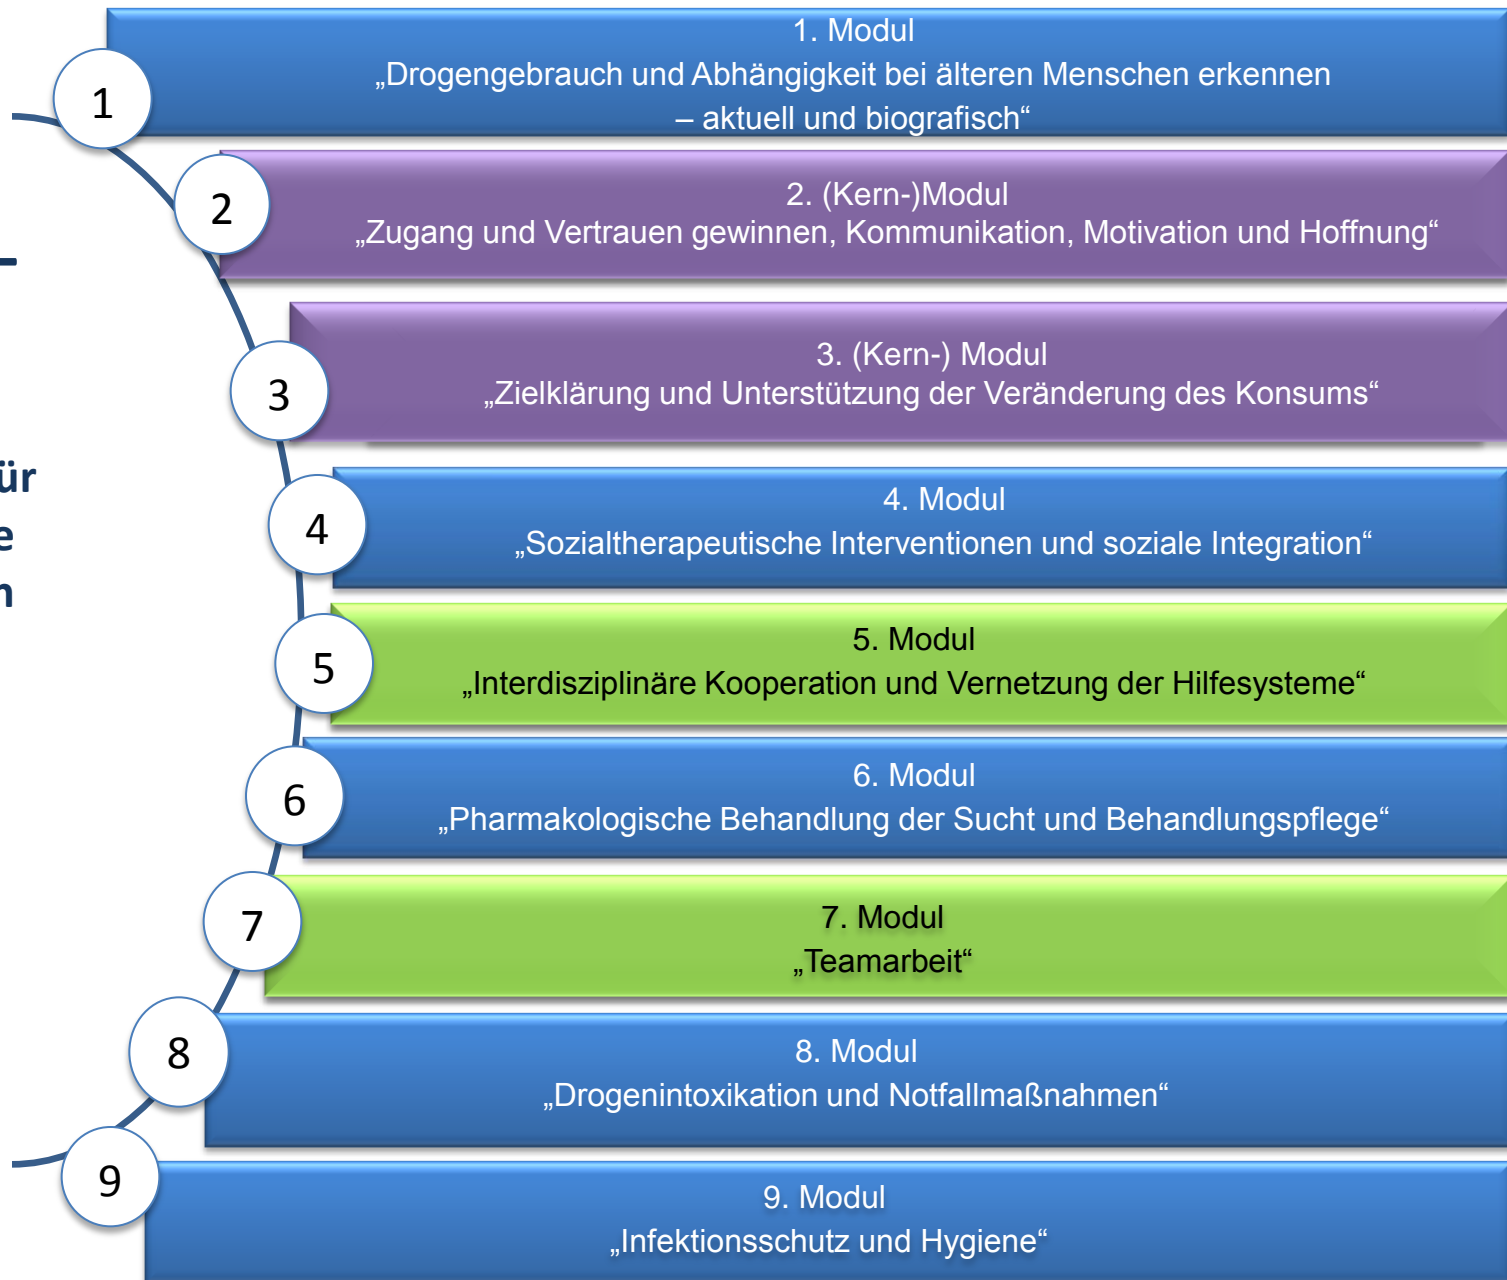 1
1. Modul
„Drogengebrauch und Abhängigkeit bei älteren Menschen erkennen
– aktuell und biografisch“
2
2. (Kern-)Modul
„Zugang und Vertrauen gewinnen, Kommunikation, Motivation und Hoffnung“
3
3. (Kern-) Modul
„Zielklärung und Unterstützung der Veränderung des Konsums“
4
4. Modul
„Sozialtherapeutische Interventionen und soziale Integration“
5
5. Modul
„Interdisziplinäre Kooperation und Vernetzung der Hilfesysteme“
6
6. Modul
„Pharmakologische Behandlung der Sucht und Behandlungspflege“
7
7. Modul
„Teamarbeit“
8
8. Modul
„Drogenintoxikation und Notfallmaßnahmen“
9
9. Modul
„Infektionsschutz und Hygiene“